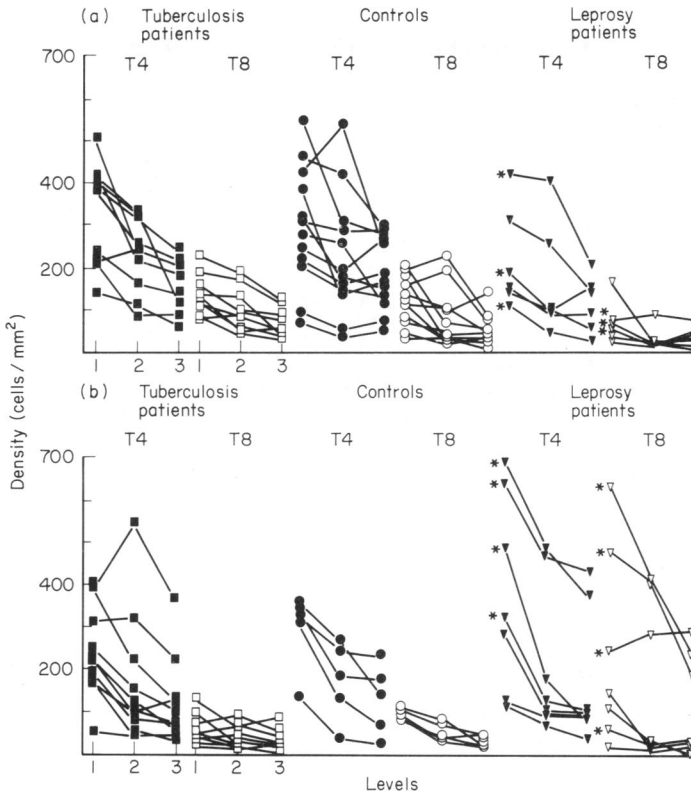 (a) Tuberculosis patients Controls Leprosy patients
T4 T8 T4 T8 T4 T8
700
400
200
1 2 3 1 2 3
(b) Tuberculosis patients Controls Leprosy patients
T4 T8 T4 T8 T4 T8
700
400
200
1 2 3 1 2 3
Density (cells / mm²)
Levels